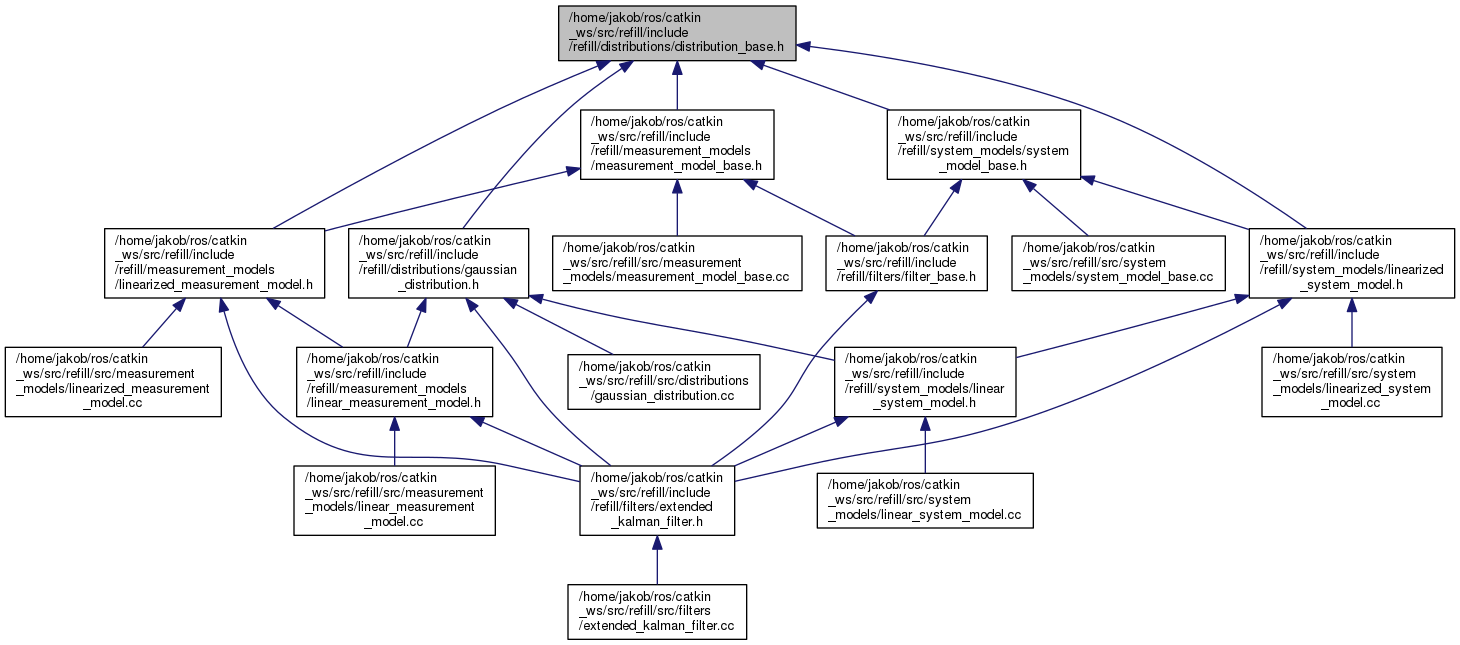 /home/jakob/ros/catkin
_ws/src/refill/include
/refill/distributions/distribution_base.h
/home/jakob/ros/catkin
_ws/src/refill/include
/refill/measurement_models
/measurement_model_base.h
/home/jakob/ros/catkin
_ws/src/refill/include
/refill/system_models/system
_model_base.h
/home/jakob/ros/catkin
_ws/src/refill/include
/refill/measurement_models
/linearized_measurement_model.h
/home/jakob/ros/catkin
_ws/src/refill/include
/refill/distributions/gaussian
_distribution.h
/home/jakob/ros/catkin
_ws/src/refill/src/measurement
_models/measurement_model_base.cc
/home/jakob/ros/catkin
_ws/src/refill/include
/refill/filters/filter_base.h
/home/jakob/ros/catkin
_ws/src/refill/src/system
_models/system_model_base.cc
/home/jakob/ros/catkin
_ws/src/refill/include
/refill/system_models/linearized
_system_model.h
/home/jakob/ros/catkin
_ws/src/refill/src/measurement
_models/linearized_measurement
_model.cc
/home/jakob/ros/catkin
_ws/src/refill/include
/refill/measurement_models
/linear_measurement_model.h
/home/jakob/ros/catkin
_ws/src/refill/src/distributions
/gaussian_distribution.cc
/home/jakob/ros/catkin
_ws/src/refill/include
/refill/system_models/linear
_system_model.h
/home/jakob/ros/catkin
_ws/src/refill/src/system
_models/linearized_system
_model.cc
/home/jakob/ros/catkin
_ws/src/refill/src/measurement
_models/linear_measurement
_model.cc
/home/jakob/ros/catkin
_ws/src/refill/include
/refill/filters/extended
_kalman_filter.h
/home/jakob/ros/catkin
_ws/src/refill/src/system
_models/linear_system_model.cc
/home/jakob/ros/catkin
_ws/src/refill/src/filters
/extended_kalman_filter.cc